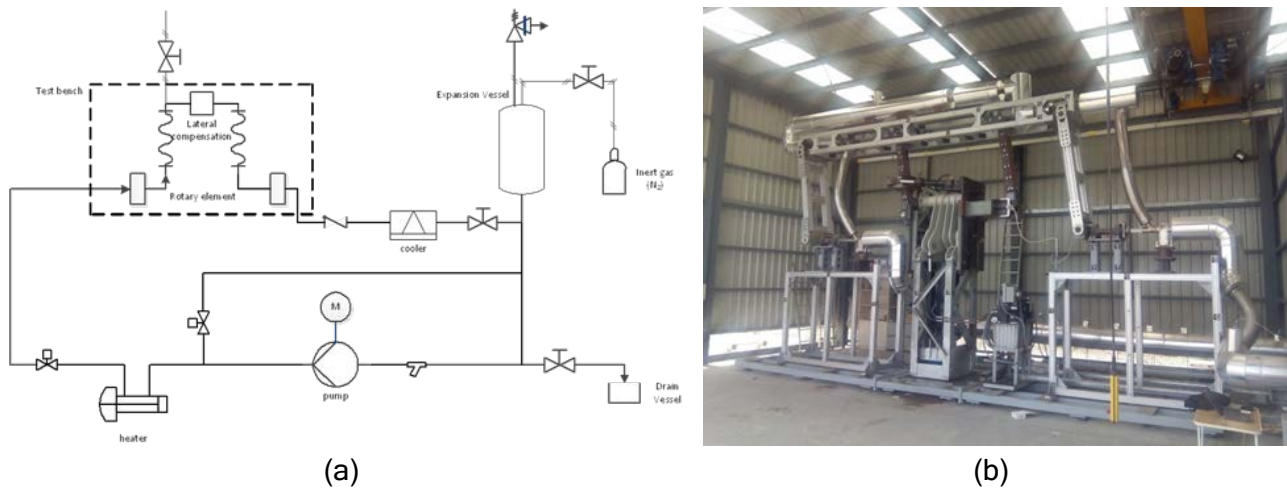 Test bench
Lateral
compensation
Rotary element
Expansion Vessel
Inert gas
(N₂)
cooler
M
pump
Drain
Vessel
heater
(a)
(b)